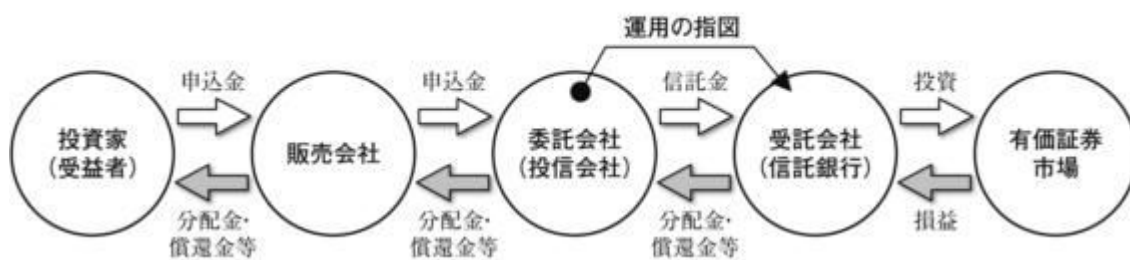 運用の指図
申込金
申込金
信託金
投資
投資家
(受益者)
販売会社
委託会社
(投信会社)
受託会社
(信託銀行)
有価証券
市場
分配金・
償還金等
分配金・
償還金等
分配金・
償還金等
損益